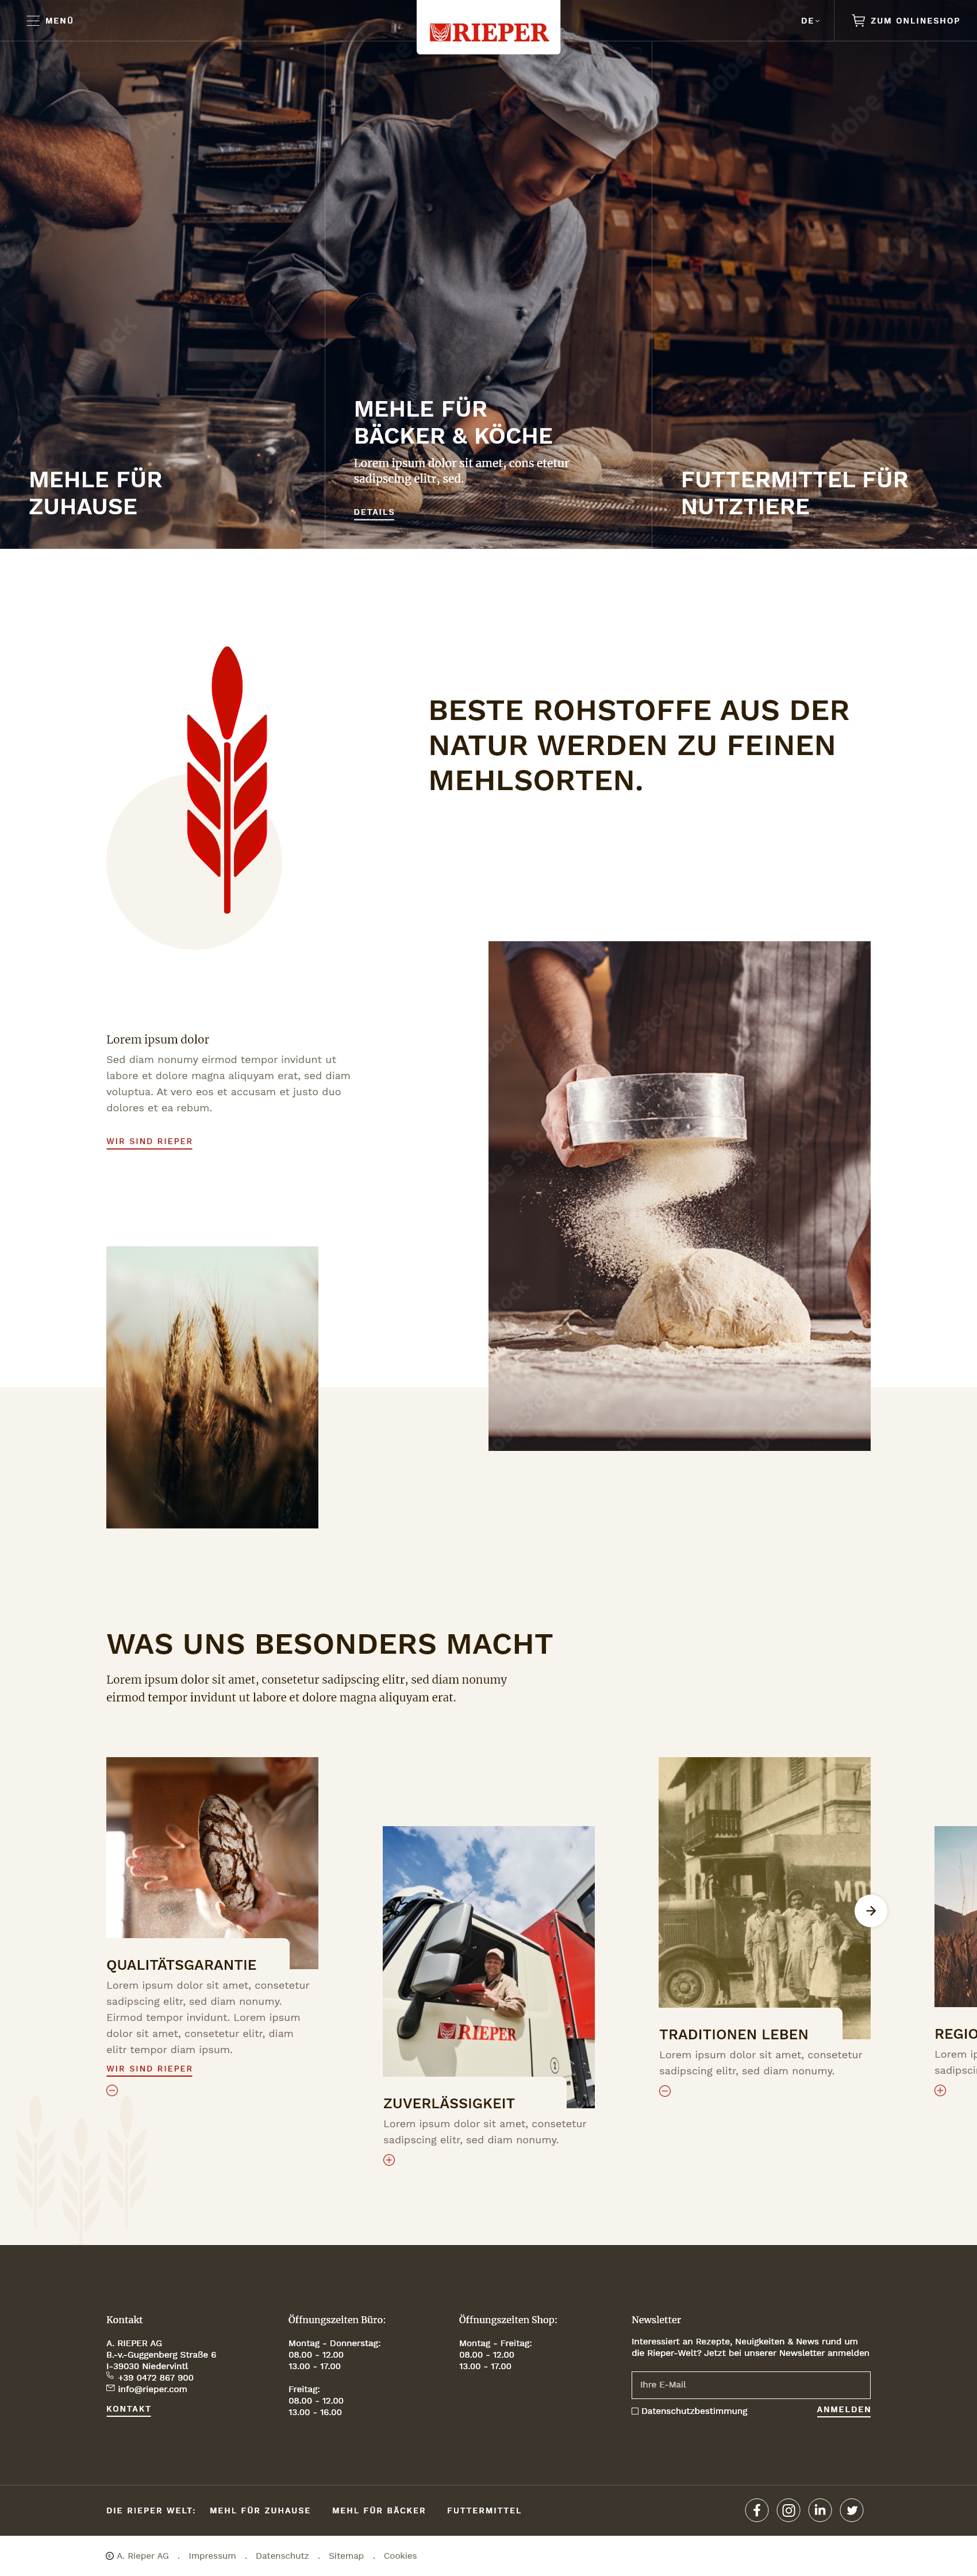 MENÜ
RIEPER
DE
ZUM ONLINESHOP
MEHLE FÜR
ZUHAUSE
MEHLE FÜR
BÄCKER & KÖCHE
Lorem ipsum dolor sit amet, cons etetur
sadipscing elitr, sed.
DETAILS
FUTTERMITTEL FÜR
NUTZTIERE
BESTE ROHSTOFFE AUS DER
NATUR WERDEN ZU FEINEN
MEHLSORTEN.
Lorem ipsum dolor
Sed diam nonumy eirmod tempor invidunt ut
labore et dolore magna aliquyam erat, sed diam
voluptua. At vero eos et accusam et justo duo
dolores et ea rebum.
WIR SIND RIEPER
WAS UNS BESONDERS MACHT
Lorem ipsum dolor sit amet, consetetur sadipscing elitr, sed diam nonumy
eirmod tempor invidunt ut labore et dolore magna aliquyam erat.
QUALITÄTSGARANTIE
Lorem ipsum dolor sit amet, consetetur
sadipscing elitr, sed diam nonumy.
Eirmod tempor invidunt. Lorem ipsum
dolor sit amet, consetetur elitr, diam
elitr tempor diam ipsum.
WIR SIND RIEPER
RIEPER
1
ZUVERLÄSSIGKEIT
Lorem ipsum dolor sit amet, consetetur
sadipscing elitr, sed diam nonumy.
MO
TRADITIONEN LEBEN
Lorem ipsum dolor sit amet, consetetur
sadipscing elitr, sed diam nonumy.
REGIO
Lorem ip
sadipsci
Kontakt
A. RIEPER AG
B.-v.-Guggenberg Straße 6
I-39030 Niedervintl
+39 0472 867 900
info@rieper.com
KONTAKT
Öffnungszeiten Büro:
Montag - Donnerstag:
08.00 - 12.00
13.00 - 17.00
Freitag:
08.00 - 12.00
13.00 - 16.00
Öffnungszeiten Shop:
Montag - Freitag:
08.00 - 12.00
13.00 - 17.00
Newsletter
Interessiert an Rezepte, Neuigkeiten & News rund um
die Rieper-Welt? Jetzt bei unserer Newsletter anmelden
Ihre E-Mail
Datenschutzbestimmung
ANMELDEN
DIE RIEPER WELT: MEHL FÜR ZUHAUSE MEHL FÜR BÄCKER FUTTERMITTEL
© A. Rieper AG . Impressum . Datenschutz . Sitemap . Cookies